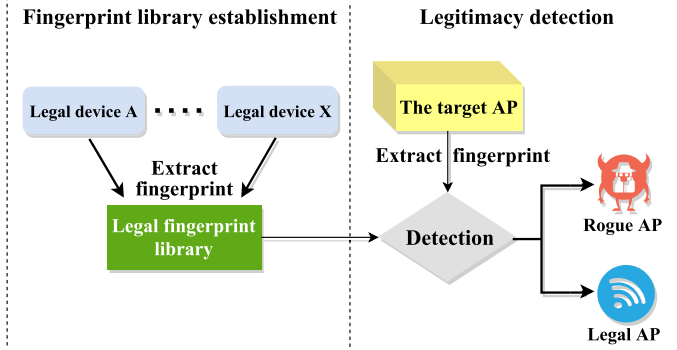 Fingerprint library establishment
Legal device A
Legal device X
Extract
fingerprint
Legal fingerprint
library
Legitimacy detection
The target AP
Extract fingerprint
Detection
Rogue AP
Legal AP